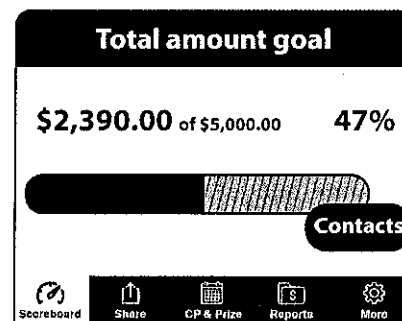 Total amount goal
$2,390.00 of $5,000.00 47%
Contacts
Scoreboard Share CP & Prize Reports More